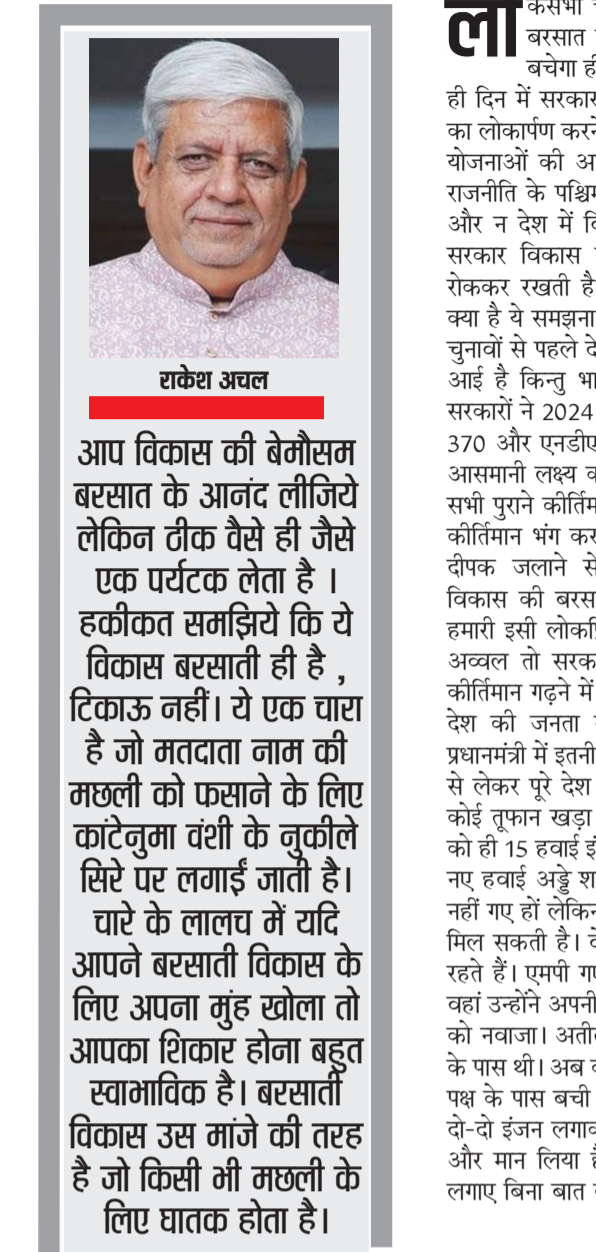 राकेश अचल
आप विकास की बेमौसम
बरसात के आनंद लीजिये
लेकिन ठीक वैसे ही जैसे
एक पर्यटक लेता है ।
हकीकत समझिये कि ये
विकास बरसाती ही है ,
टिकाऊ नहीं। ये एक चारा
है जो मतदाता नाम की
मछली को फसाने के लिए
कांटेनुमा वंशी के नुकीले
सिरे पर लगाईं जाती है।
चारे के लालच में यदि
आपने बरसाती विकास के
लिए अपना मुंह खोला तो
आपका शिकार होना बहुत
स्वाभाविक है। बरसाती
विकास उस मांजे की तरह
है जो किसी भी मछली के
लिए घातक होता है।
लो
बरसात
बचेगा ही
ही दिन में सरकार
का लोकार्पण करने
योजनाओं की अ
राजनीति के पश्चिम
और न देश में
सरकार विकास
रोककर रखती है
क्या है ये समझना
चुनावों से पहले दे
आई है किन्तु भा
सरकारों ने 2024
370 और एनडीए
आसमानी लक्ष्य
सभी पुराने कीर्तिम
कीर्तिमान भंग कर
दीपक जलाने से
विकास की बरस
हमारी इसी लोकप्रि
अव्वल तो सरक
कीर्तिमान गढ़ने में
देश की जनता
प्रधानमंत्री में इतनी
से लेकर पूरे देश
कोई तूफान खड़ा
को ही 15 हवाई
नए हवाई अड्डे श
नहीं गए हों लेकिन
मिल सकती है।
रहते हैं। एमपी गए
वहां उन्होंने अपनी
को नवाजा। अती
के पास थी। अब
पक्ष के पास बची
दो-दो इंजन लगाव
और मान लिया है
लगाए बिना बात